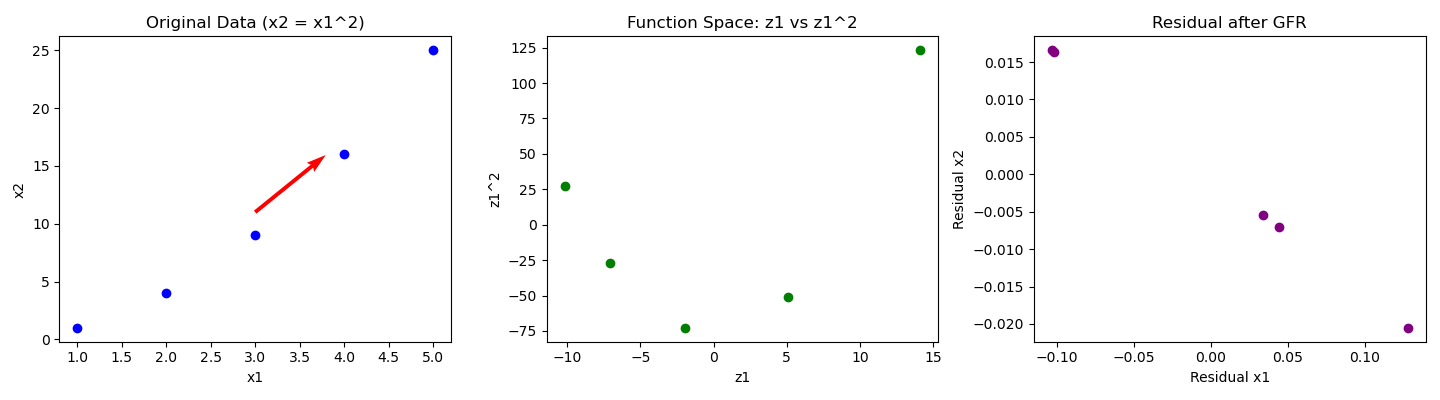 Original Data (x2 = x1^2)
25
20
15
10
5
0
x2
1.0 1.5 2.0 2.5 3.0 3.5 4.0 4.5 5.0
x1
Function Space: z1 vs z1^2
125
100
75
50
25
0
−25
−50
−75
z1^2
−10 −5 0 5 10 15
z1
Residual after GFR
0.015
0.010
0.005
0.000
−0.005
−0.010
−0.015
−0.020
Residual x2
−0.10 −0.05 0.00 0.05 0.10
Residual x1